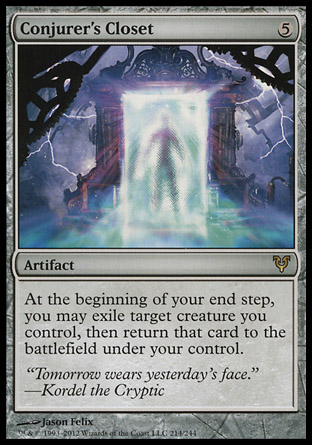 Conjurer's Closet 5
Artifact
At the beginning of your end step,
you may exile target creature you
control, then return that card to the
battlefield under your control.
"Tomorrow wears yesterday's face."
—Kordel the Cryptic
Jason Felix
™ & © 1993–2012 Wizards of the Coast LLC 214/244